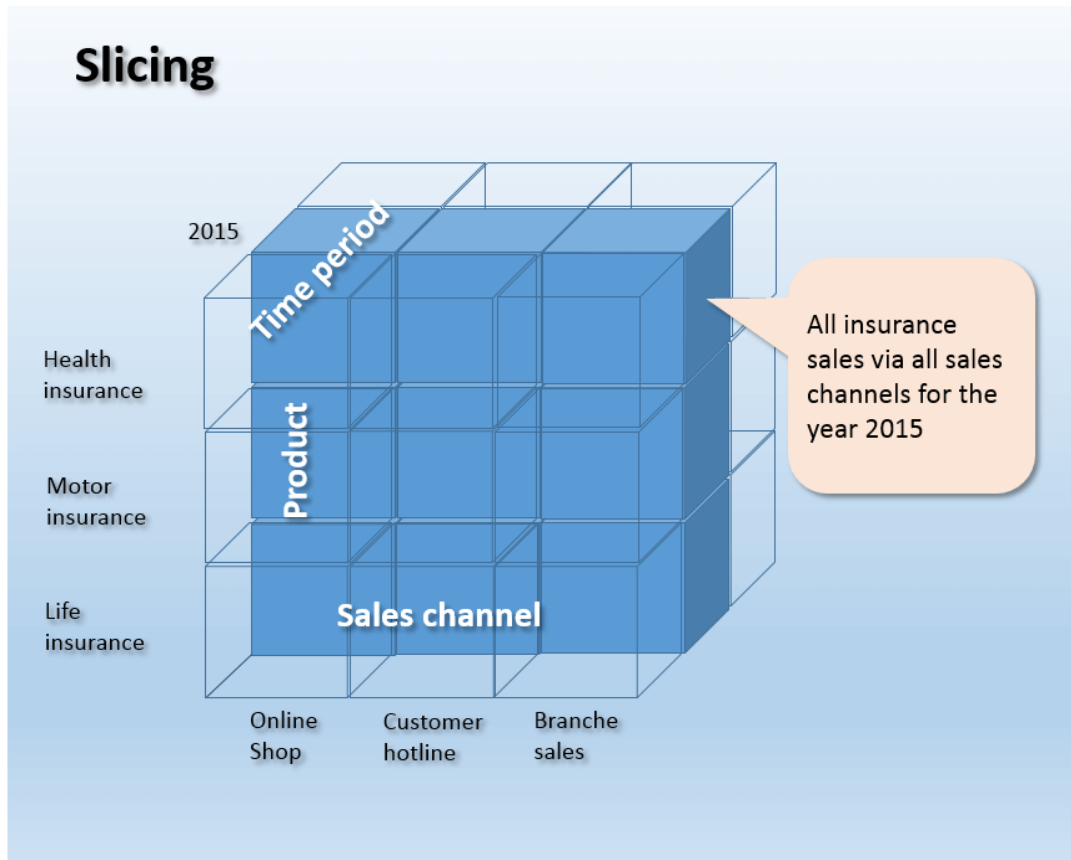 Slicing
2015
Time period
Health
insurance
Product
Motor
insurance
Life
insurance
Sales channel
Online
Shop
Customer
hotline
Branche
sales
All insurance
sales via all sales
channels for the
year 2015